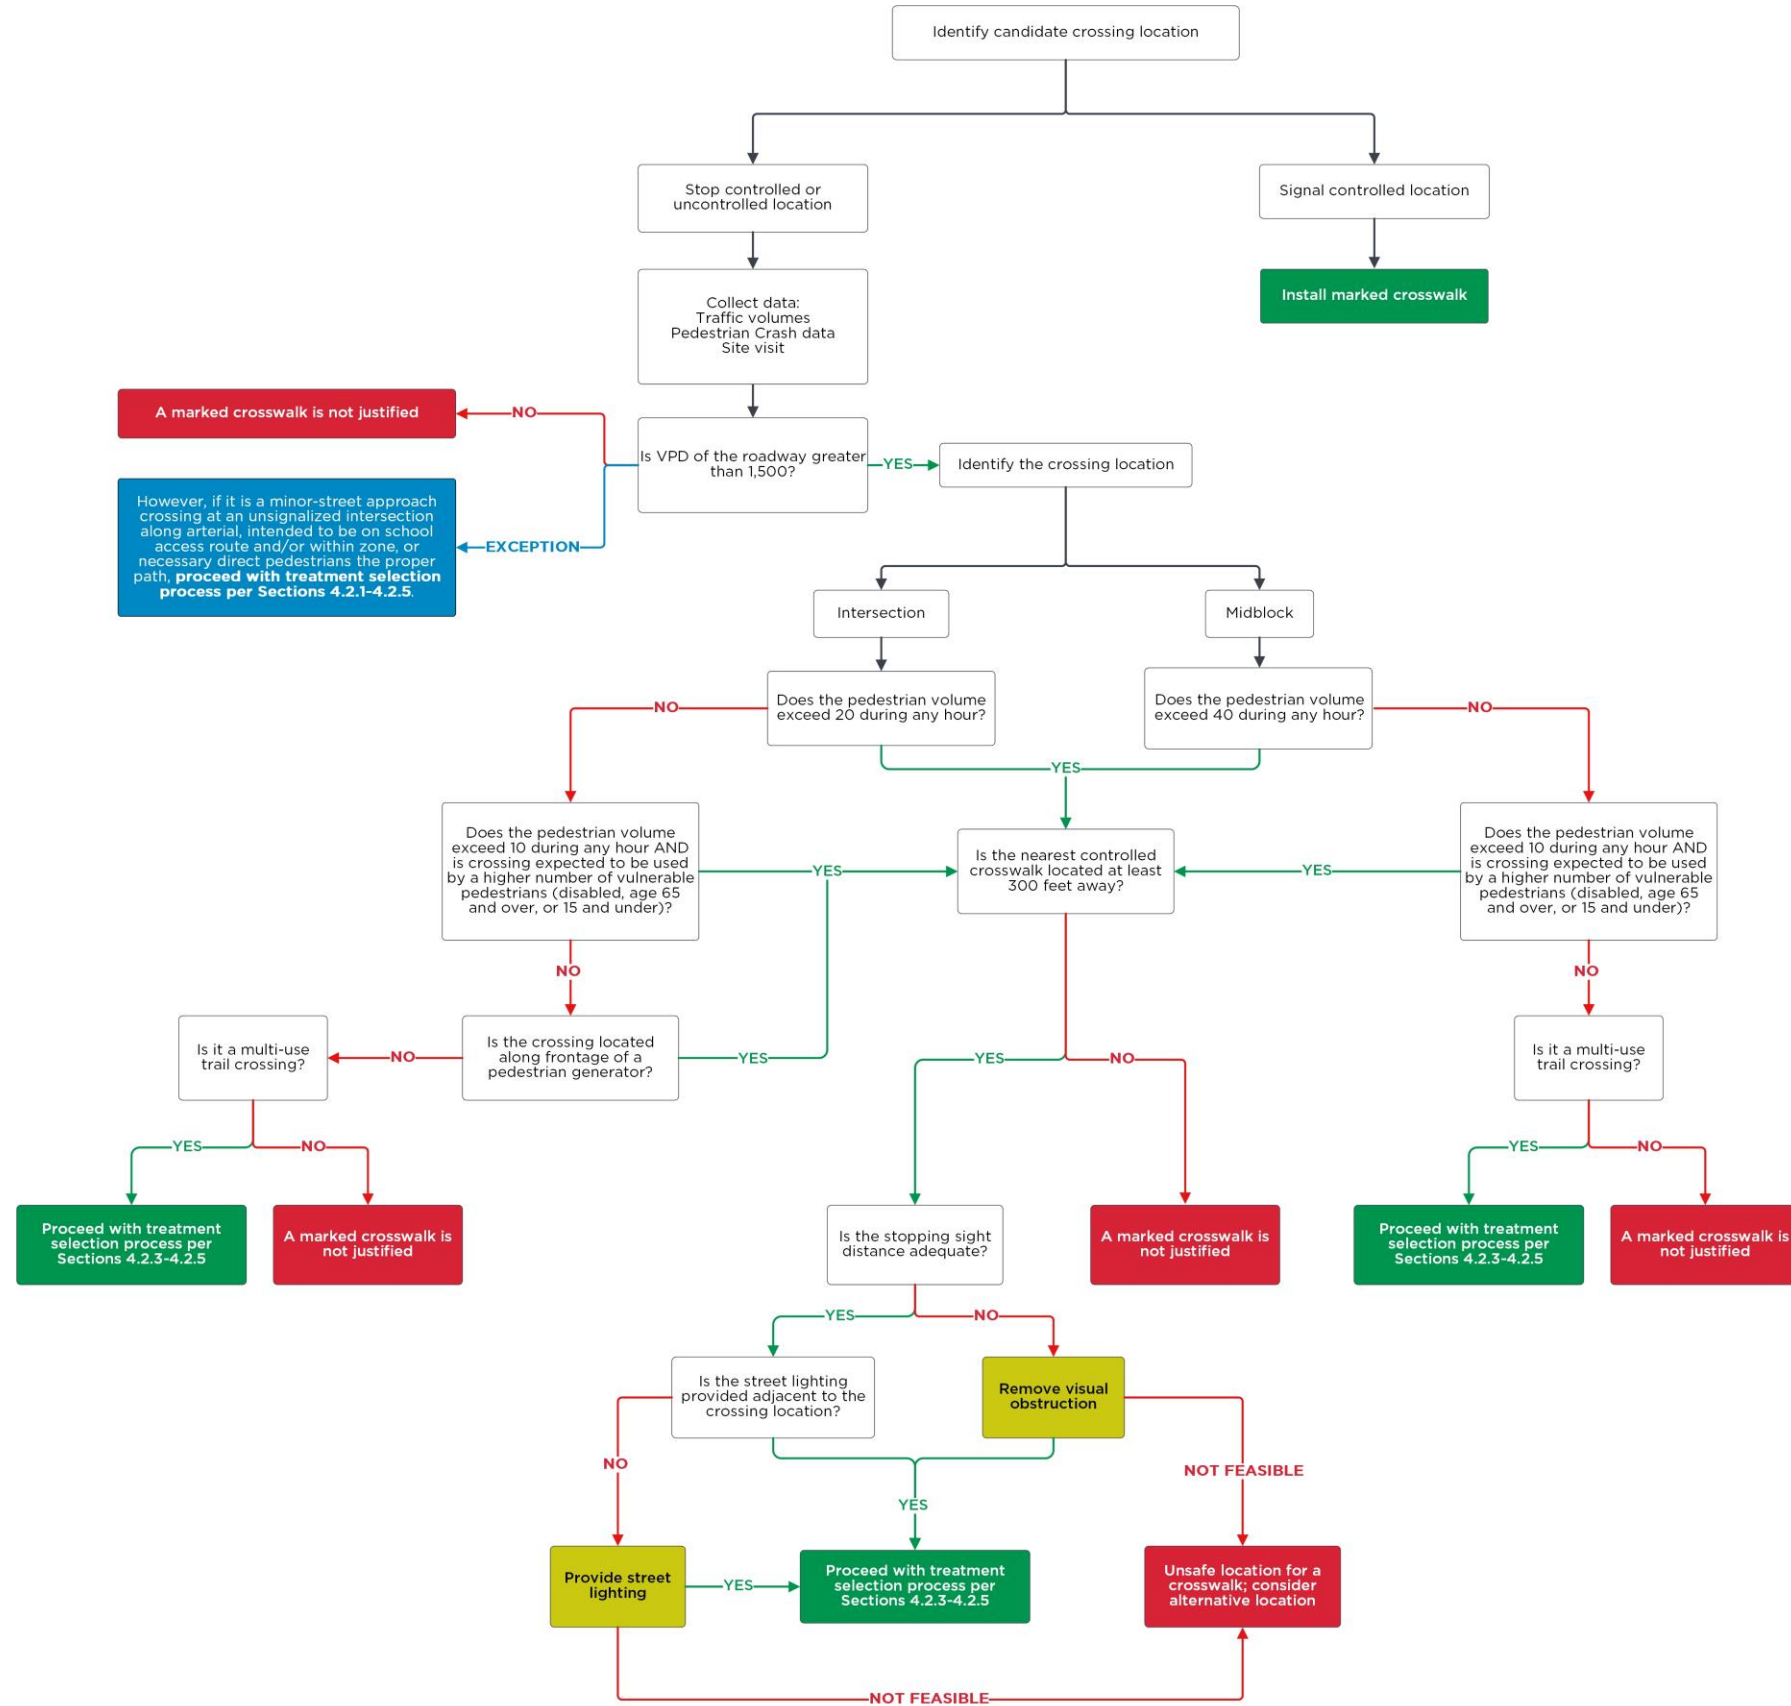 Identify candidate crossing location
Stop controlled or
uncontrolled location
Signal controlled location
Collect data:
Traffic volumes
Pedestrian Crash data
Site visit
Install marked crosswalk
A marked crosswalk is not justified
NO
Is VPD of the roadway greater
than 1,500?
YES
Identify the crossing location
However, if it is a minor-street approach
crossing at an unsignalized intersection
along arterial, intended to be on school
access route and/or within zone, or
necessary direct pedestrians the proper
path, proceed with treatment selection
process per Sections 4.2.1-4.2.5.
EXCEPTION
Intersection
Midblock
NO
Does the pedestrian volume
exceed 20 during any hour?
Does the pedestrian volume
exceed 40 during any hour?
NO
YES
Does the pedestrian volume
exceed 10 during any hour AND
is crossing expected to be used
by a higher number of vulnerable
pedestrians (disabled, age 65
and over, or 15 and under)?
YES
Is the nearest controlled
crosswalk located at least
300 feet away?
YES
Does the pedestrian volume
exceed 10 during any hour AND
is crossing expected to be used
by a higher number of vulnerable
pedestrians (disabled, age 65
and over, or 15 and under)?
NO
NO
Is it a multi-use
trail crossing?
NO
Is the crossing located
along frontage of a
pedestrian generator?
YES
YES
NO
Is it a multi-use
trail crossing?
YES
NO
YES
NO
Proceed with treatment
selection process per
Sections 4.2.3-4.2.5
A marked crosswalk is
not justified
Is the stopping sight
distance adequate?
A marked crosswalk is
not justified
Proceed with treatment
selection process per
Sections 4.2.3-4.2.5
A marked crosswalk is
not justified
YES
NO
Is the street lighting
provided adjacent to the
crossing location?
Remove visual
obstruction
NO
NOT FEASIBLE
YES
Provide street
lighting
YES
Proceed with treatment
selection process per
Sections 4.2.3-4.2.5
Unsafe location for a
crosswalk; consider
alternative location
NOT FEASIBLE